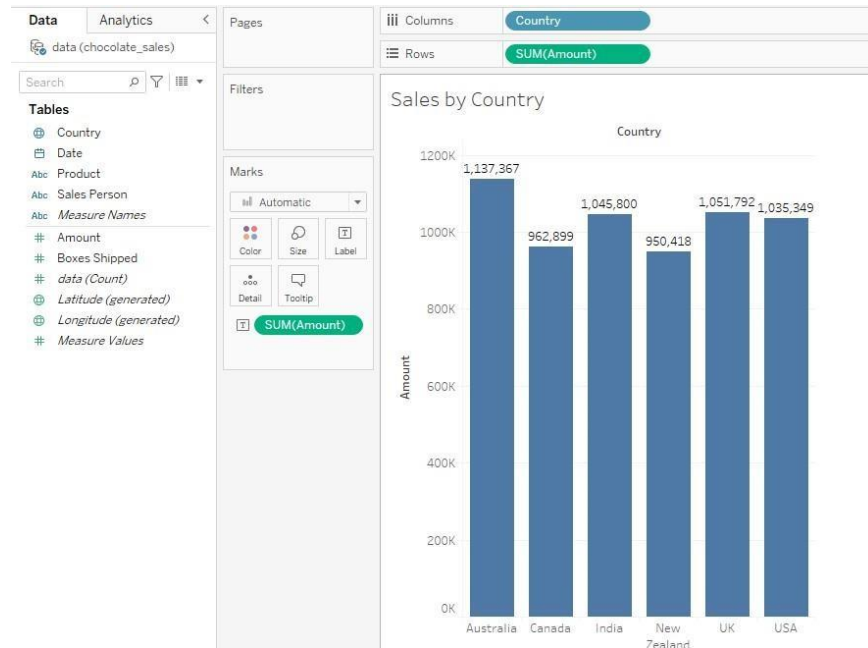 Data
Analytics
data (chocolate_sales)
Search
Tables
Country
Date
Abc Product
Abc Sales Person
Abc Measure Names
# Amount
# Boxes Shipped
# data (Count)
Latitude (generated)
Longitude (generated)
# Measure Values
Pages
Filters
Marks
Automatic
Color Size Label
Detail Tooltip
SUM(Amount)
Columns Country
Rows SUM(Amount)
Sales by Country
Country
1200K
1000K
800K
600K
400K
200K
0K
Amount
1,137,367
962,899
1,045,800
950,418
1,051,792
1,035,349
Australia
Canada
India
New
Zealand
UK
USA